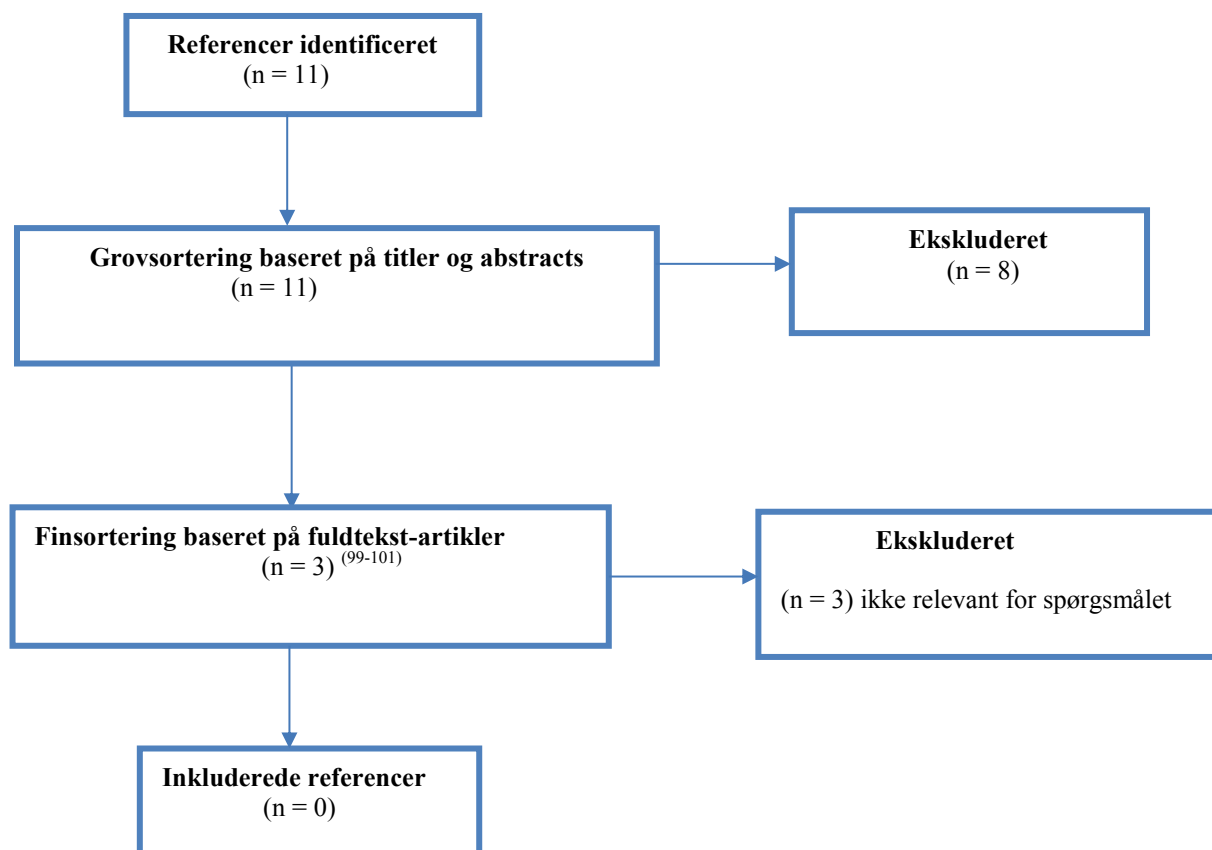 Referencer identificeret
(n = 11)
Grovsortering baseret på titler og abstracts
(n = 11)
Ekskluderet
(n = 8)
Finsortering baseret på fuldtekst-artikler
(n = 3) (99-101)
Ekskluderet
(n = 3) ikke relevant for spørgsmålet
Inkluderede referencer
(n = 0)